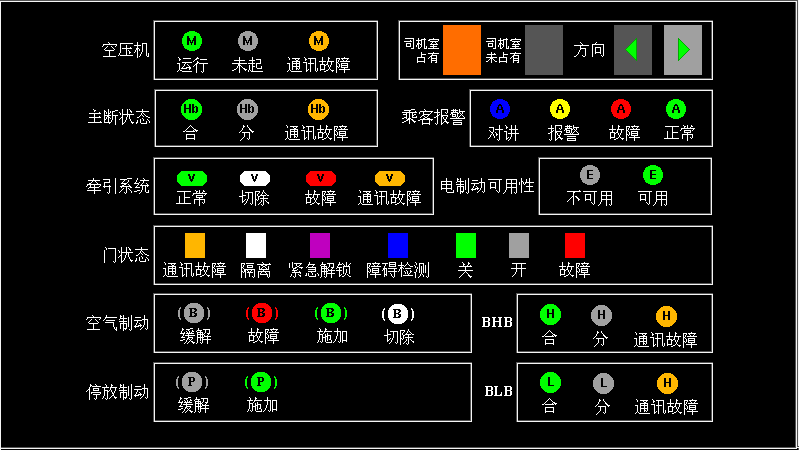 空压机 M M M 司机室占有 司机室未占有 方向
运行 未起 通讯故障
主断状态 Hb Hb Hb 乘客报警 A A A A
合 分 通讯故障 对讲 报警 故障 正常
牵引系统 V V V V 电制动可用性 E E
正常 切除 故障 通讯故障 不可用 可用
门状态
通讯故障 隔离 紧急解锁 障碍检测 关 开 故障
空气制动 (B) (B) (B) (B) BHB H H H
缓解 故障 施加 切除 合 分 通讯故障
停放制动 (P) (P) BLB L L H
缓解 施加 合 分 通讯故障